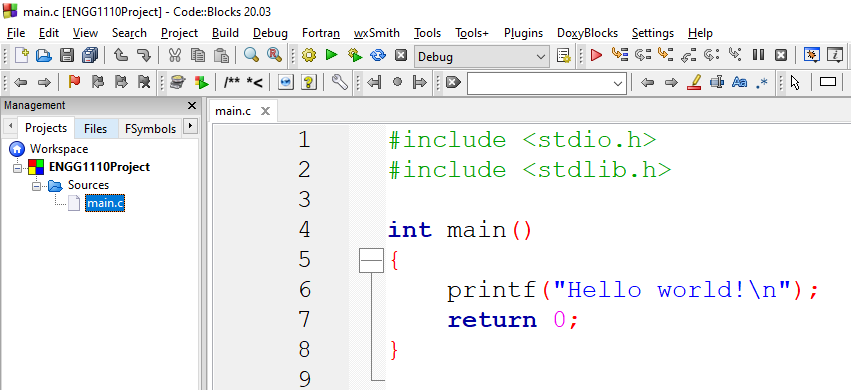 main.c [ENGG1110Project] - Code::Blocks 20.03
File Edit View Search Project Build Debug Fortran wxSmith Tools Tools+ Plugins DoxyBlocks Settings Help
Debug
/** *<
Aa .*
Management
main.c
Projects Files FSymbols
Workspace
ENGG1110Project
Sources
main.c
1 #include <stdio.h>
2 #include <stdlib.h>
3
4 int main()
5 {
6 printf("Hello world!\n");
7 return 0;
8 }
9